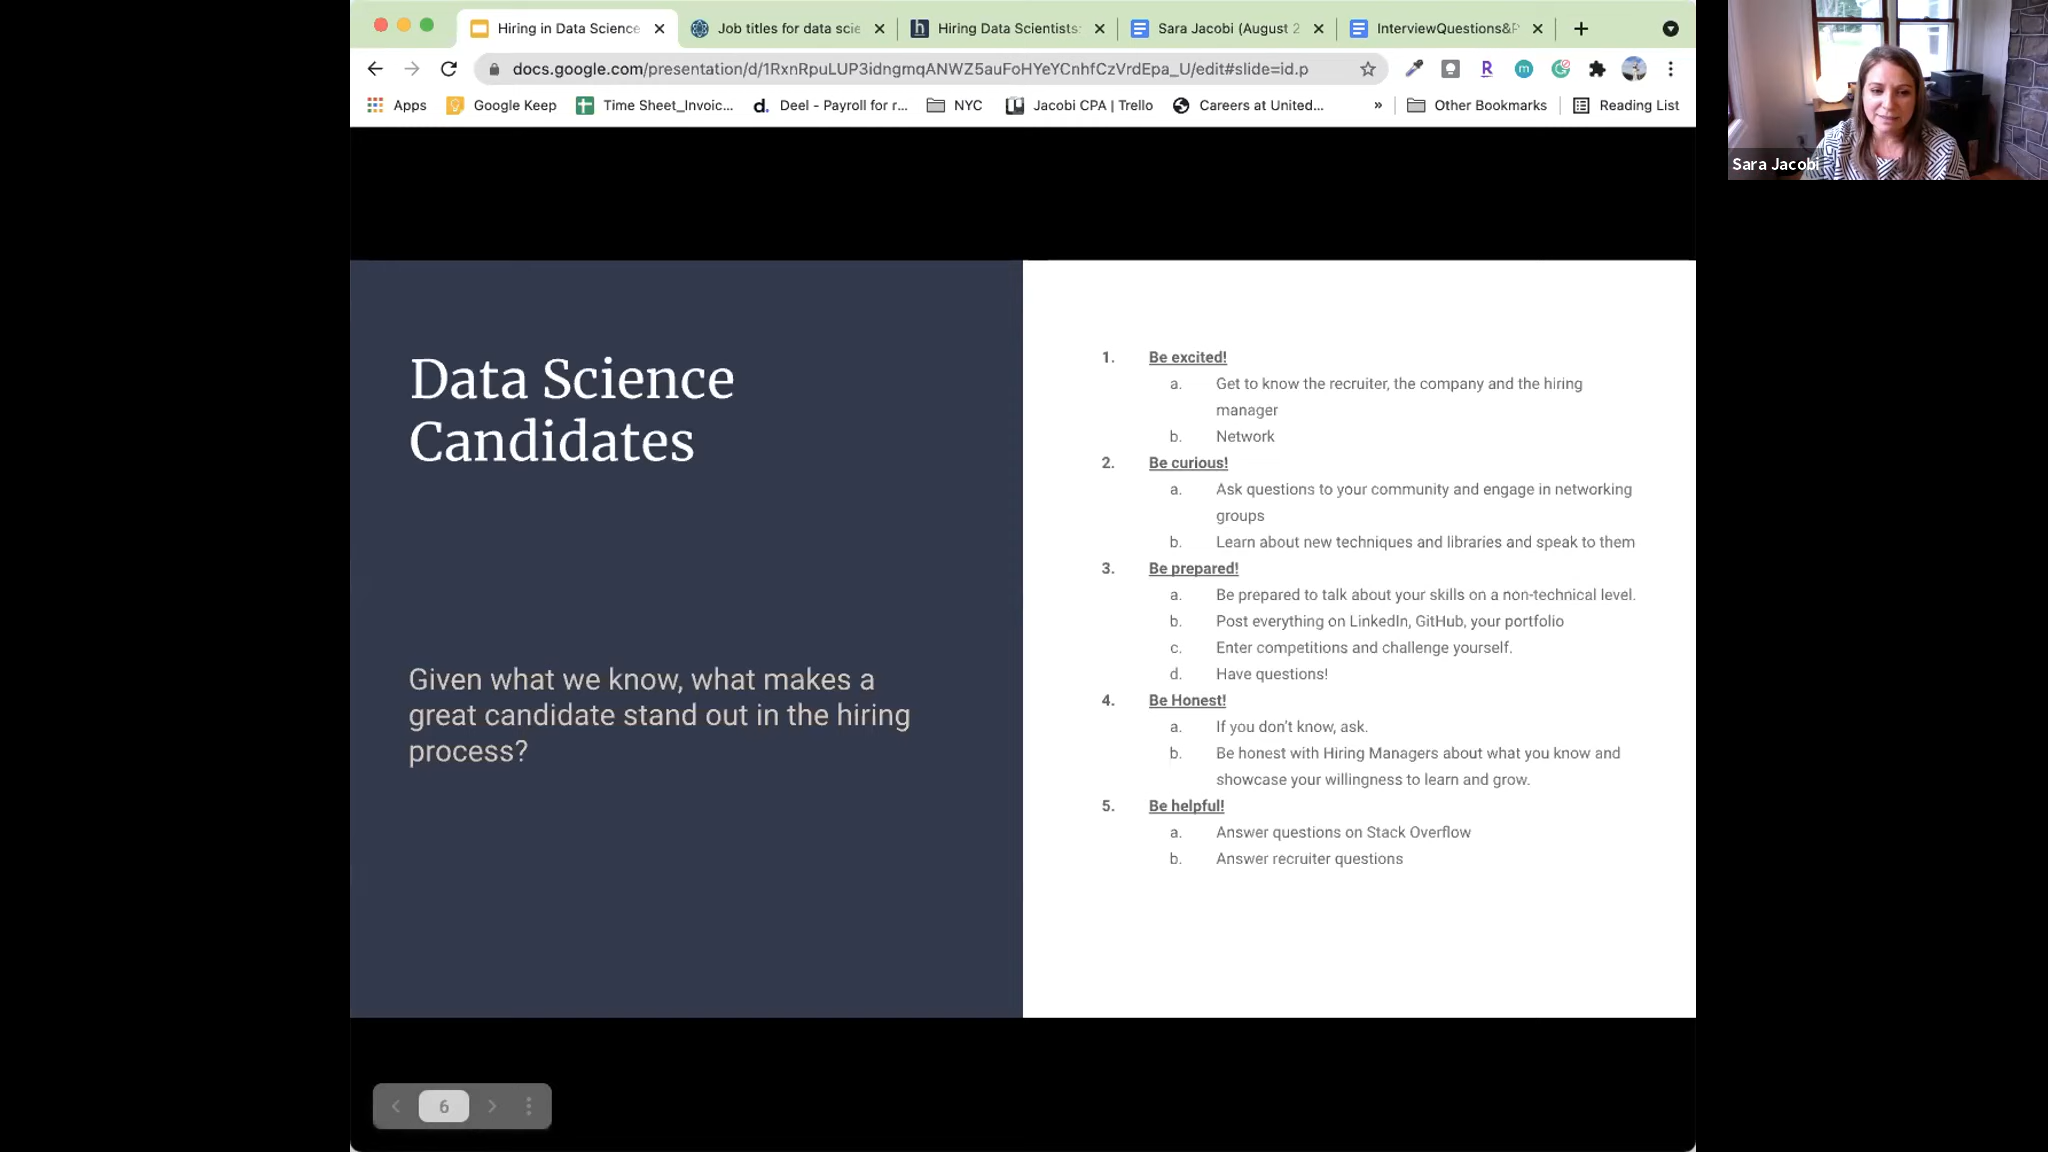 Hiring in Data Science
Job titles for data scie
Hiring Data Scientists:
Sara Jacobi (August 2
InterviewQuestions&P
docs.google.com/presentation/d/1RxnRpuLUP3idngmqANWZ5auFoHYeYCnhfCzVrdEpa_U/edit#slide=id.p
Apps
Google Keep
Time Sheet_Invoic...
Deel - Payroll for r...
NYC
Jacobi CPA | Trello
Careers at United...
»
Other Bookmarks
Reading List
Sara Jacobi
Data Science
Candidates
Given what we know, what makes a
great candidate stand out in the hiring
process?
1. Be excited!
a. Get to know the recruiter, the company and the hiring
manager
b. Network
2. Be curious!
a. Ask questions to your community and engage in networking
groups
b. Learn about new techniques and libraries and speak to them
3. Be prepared!
a. Be prepared to talk about your skills on a non-technical level.
b. Post everything on LinkedIn, GitHub, your portfolio
c. Enter competitions and challenge yourself.
d. Have questions!
4. Be Honest!
a. If you don't know, ask.
b. Be honest with Hiring Managers about what you know and
showcase your willingness to learn and grow.
5. Be helpful!
a. Answer questions on Stack Overflow
b. Answer recruiter questions
6